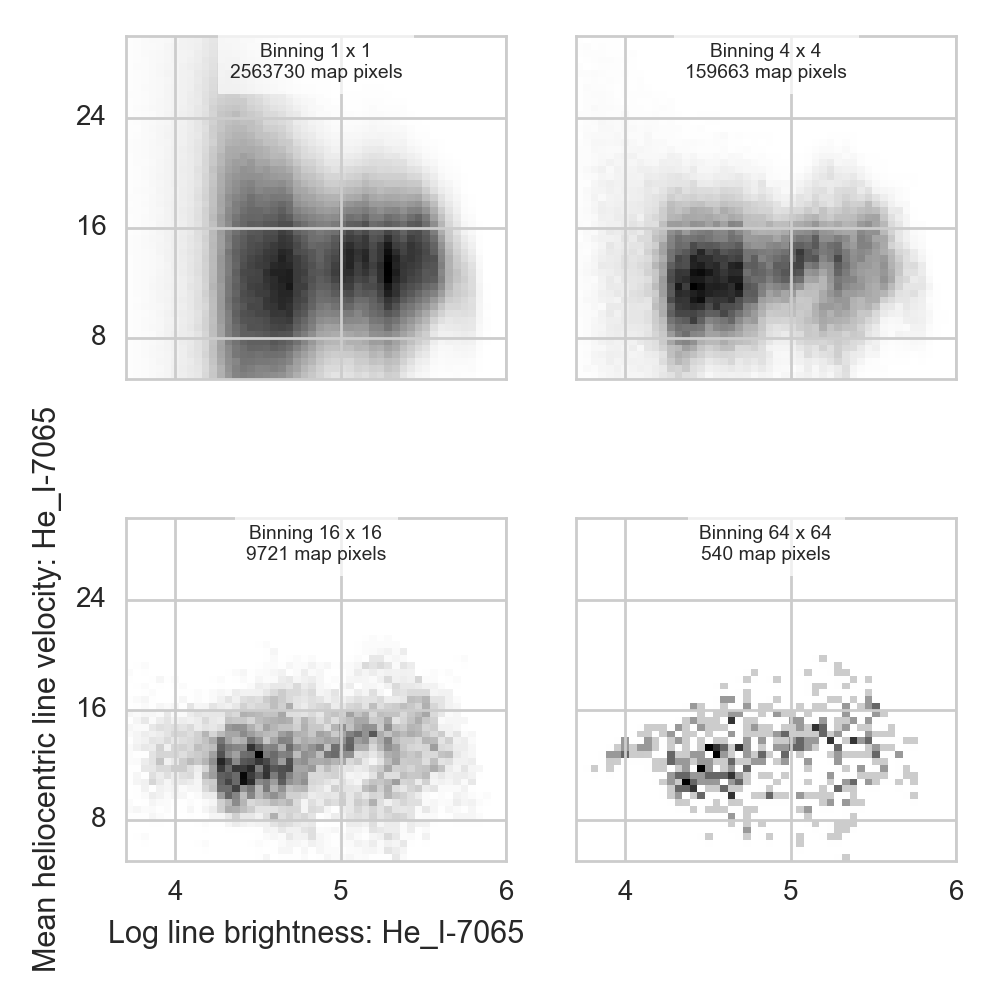 Binning 1 x 1
2563730 map pixels
Binning 4 x 4
159663 map pixels
24
16
8
Mean heliocentric line velocity: He_I-7065
Binning 16 x 16
9721 map pixels
Binning 64 x 64
540 map pixels
24
16
8
4
5
6
4
5
6
Log line brightness: He_I-7065